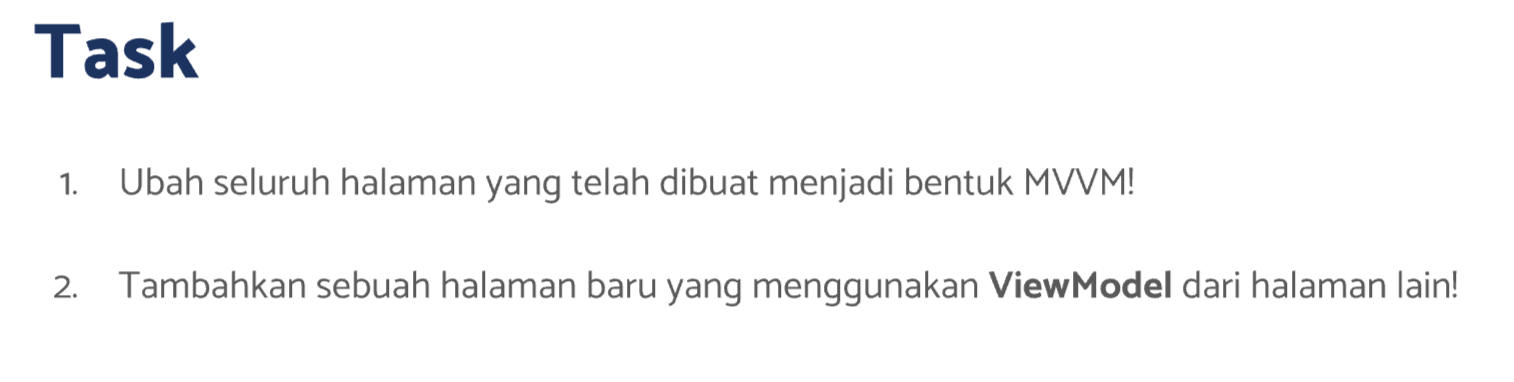 Task
1. Ubah seluruh halaman yang telah dibuat menjadi bentuk MVVM!
2. Tambahkan sebuah halaman baru yang menggunakan ViewModel dari halaman lain!